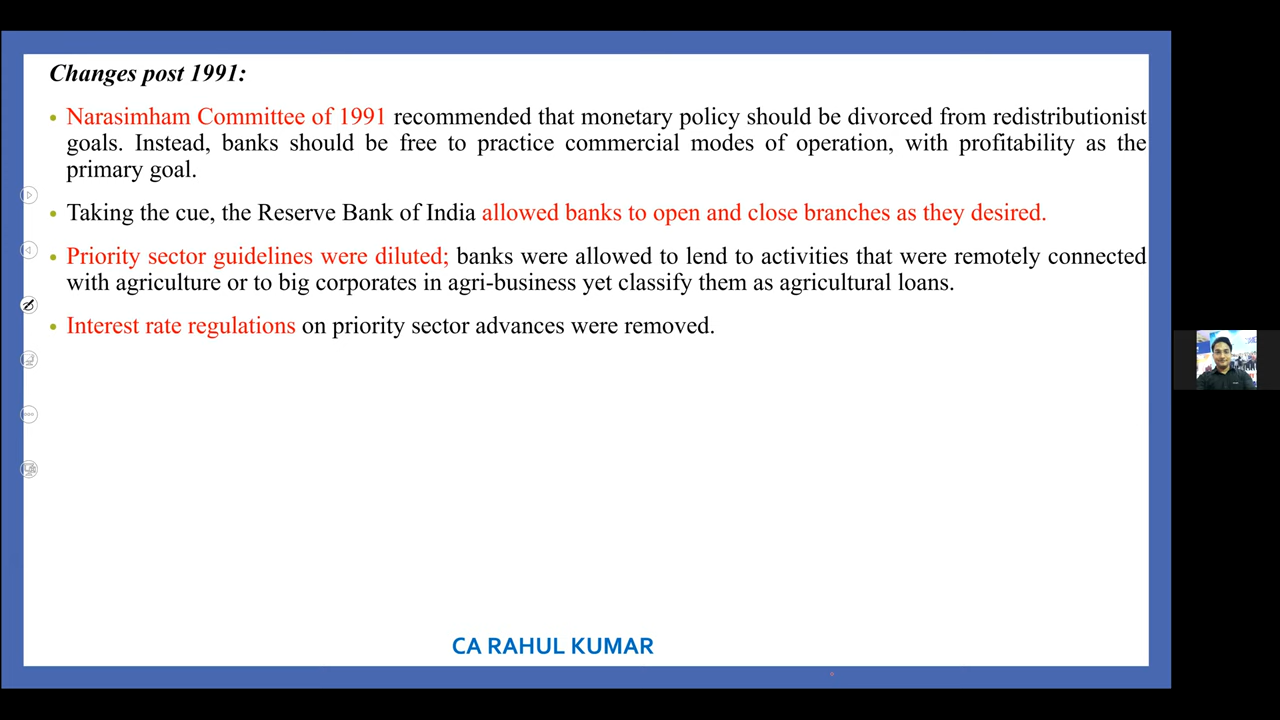 Changes post 1991:
• Narasimham Committee of 1991 recommended that monetary policy should be divorced from redistributionist
goals. Instead, banks should be free to practice commercial modes of operation, with profitability as the
primary goal.
• Taking the cue, the Reserve Bank of India allowed banks to open and close branches as they desired.
• Priority sector guidelines were diluted; banks were allowed to lend to activities that were remotely connected
with agriculture or to big corporates in agri-business yet classify them as agricultural loans.
• Interest rate regulations on priority sector advances were removed.
CA RAHUL KUMAR